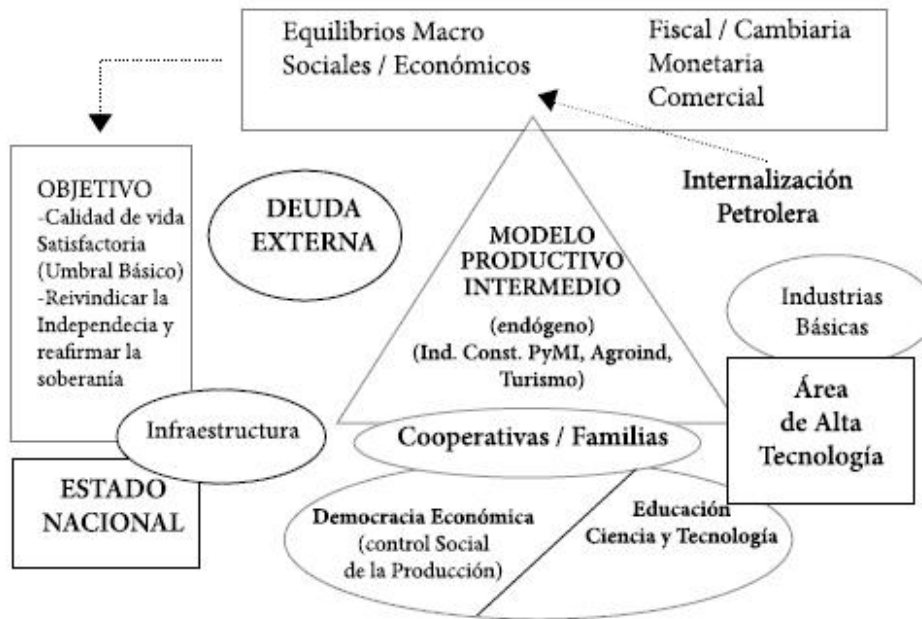 Equilibrios Macro
Sociales / Económicos
Fiscal / Cambiaria
Monetaria
Comercial
OBJETIVO
-Calidad de vida
Satisfactoria
(Umbral Básico)
-Reivindicar la
Independecia y
reafirmar la
soberanía
DEUDA
EXTERNA
Internalización
Petrolera
MODELO
PRODUCTIVO
INTERMEDIO
(endógeno)
(Ind. Const. PyMI, Agroind,
Turismo)
Industrias
Básicas
Área
de Alta
Tecnología
Infraestructura
Cooperativas / Familias
ESTADO
NACIONAL
Democracia Económica
(control Social
de la Producción)
Educación
Ciencia y Tecnología